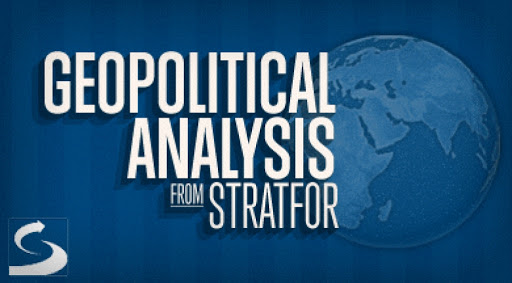 GEOPOLITICAL
ANALYSIS
FROM STRATFOR